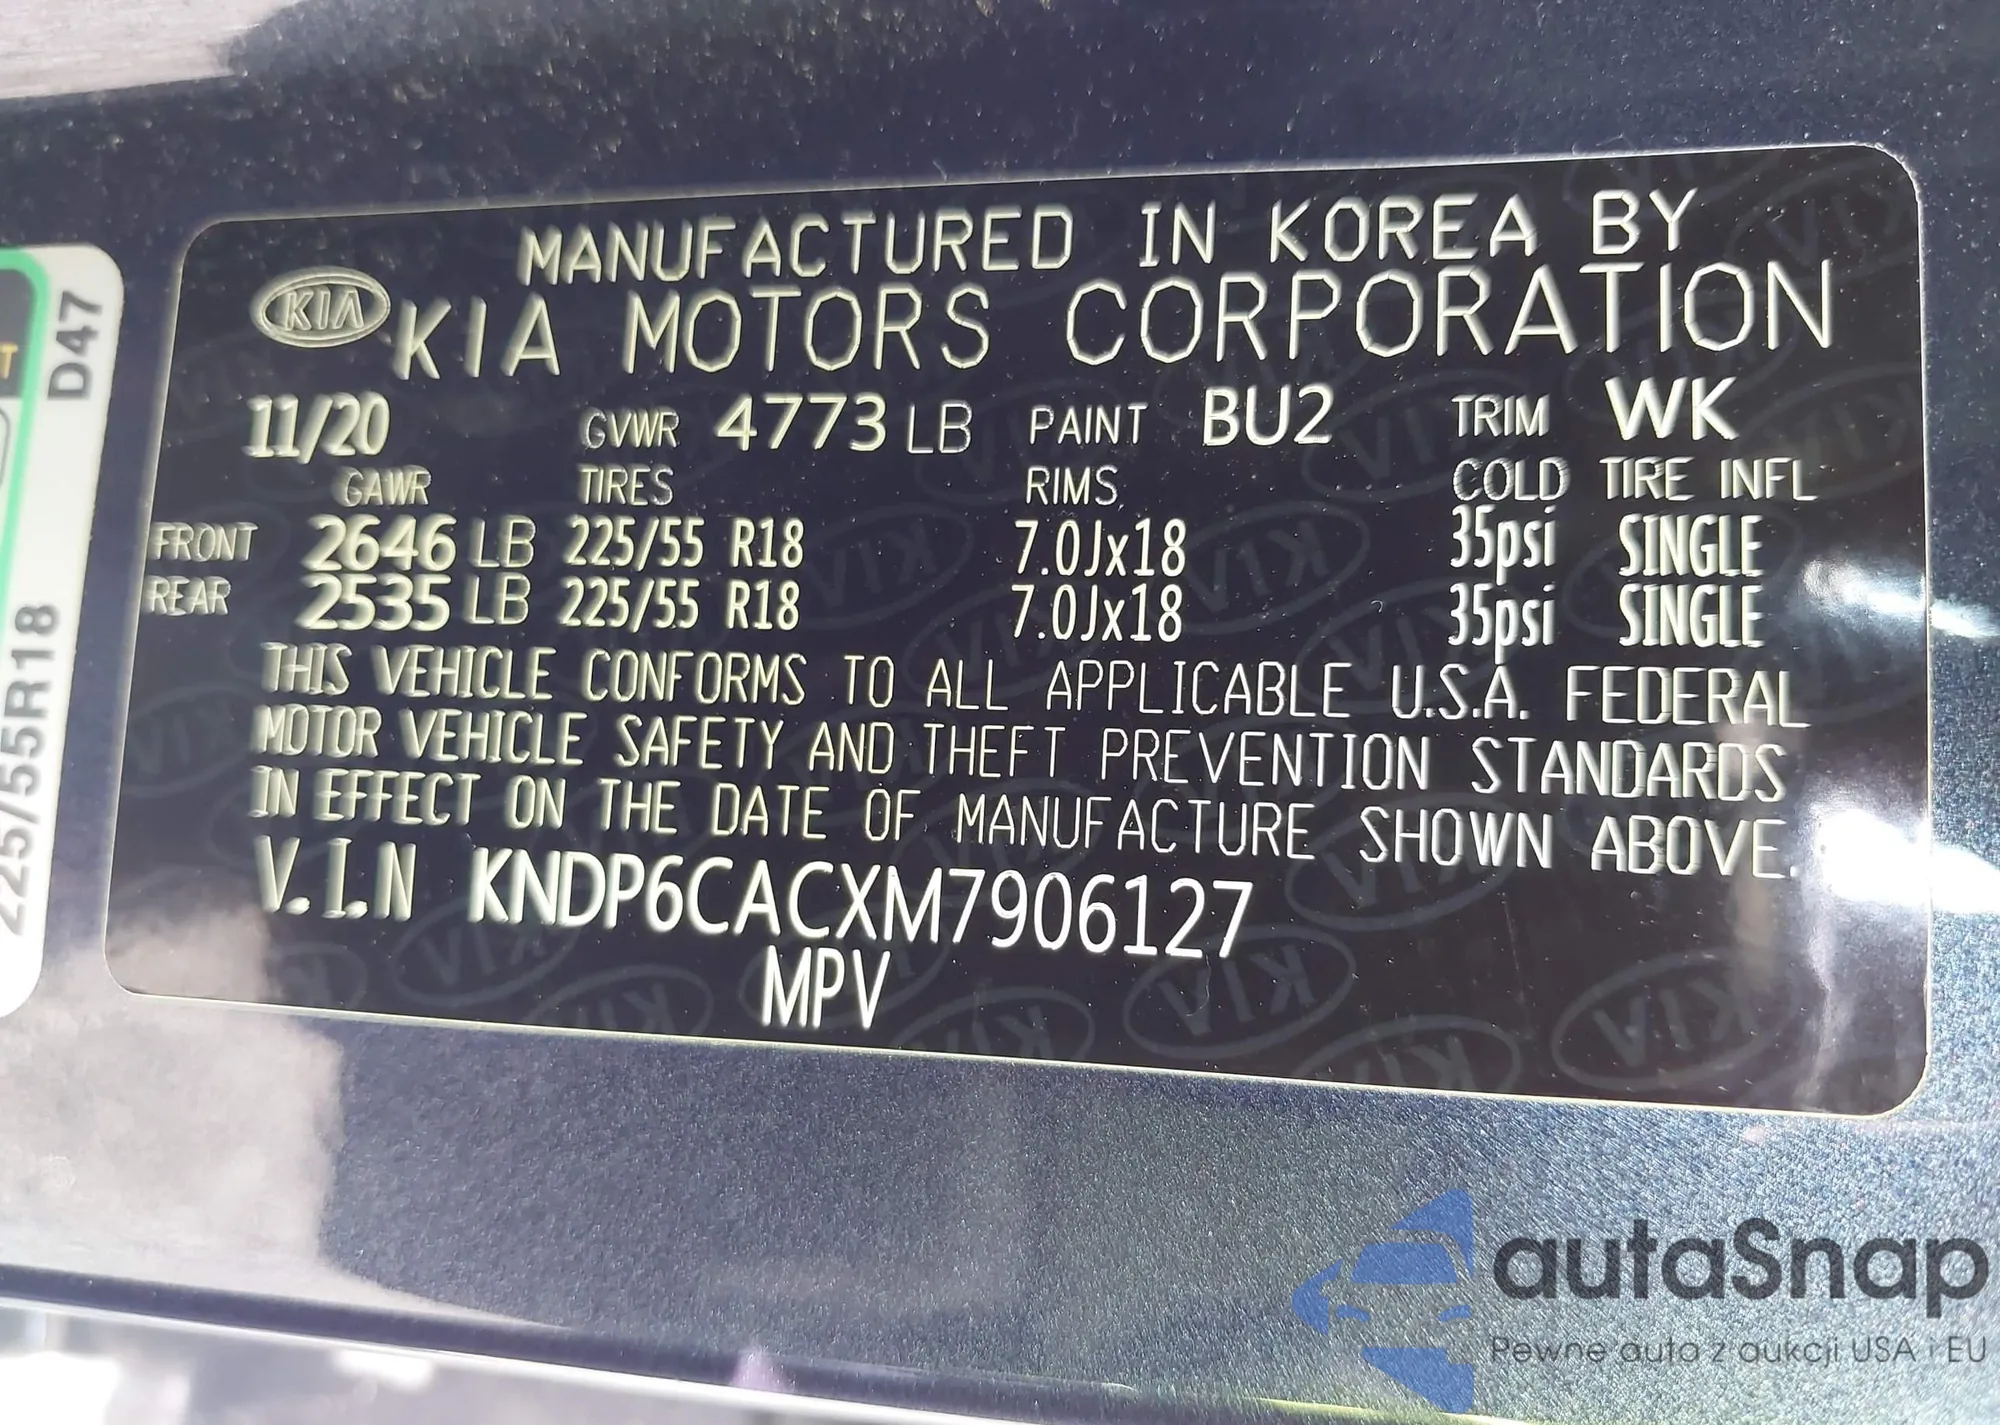 MANUFACTURED IN KOREA BY
KIA KIA MOTORS CORPORATION
11/20 GVWR 4773 LB PAINT BU2 TRIM WK
GAWR TIRES RIMS COLD TIRE INFL
FRONT 2646 LB 225/55 R18 7.0Jx18 35psi SINGLE
REAR 2535 LB 225/55 R18 7.0Jx18 35psi SINGLE
THIS VEHICLE CONFORMS TO ALL APPLICABLE U.S.A. FEDERAL
MOTOR VEHICLE SAFETY AND THEFT PREVENTION STANDARDS
IN EFFECT ON THE DATE OF MANUFACTURE SHOWN ABOVE.
V.I.N KNDP6CACXM7906127
MPV
D47
225/55R18
autaSnap
Pewne auta z aukcji USA i EU